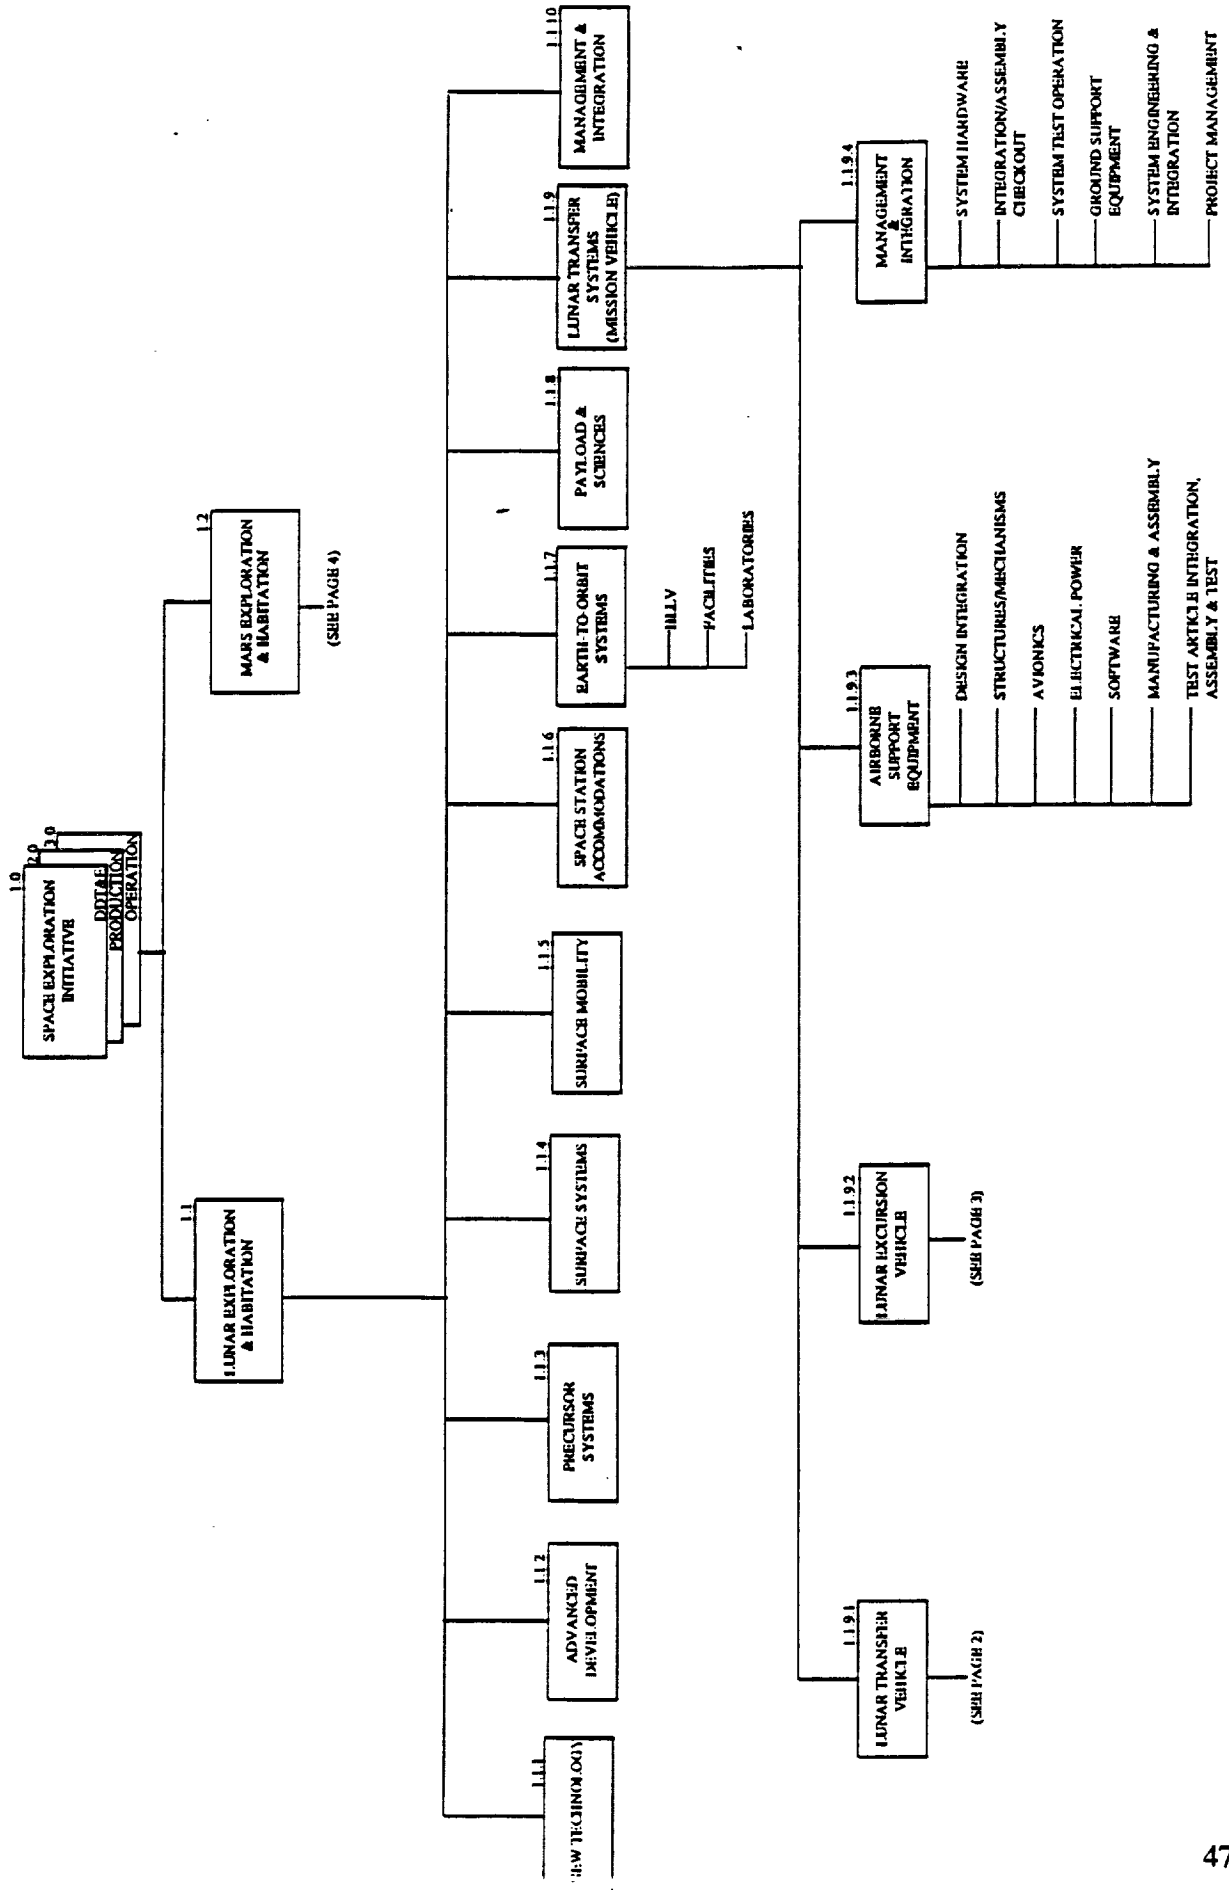 1.0
2.0
3.0
SPACE EXPLORATION
INITIATIVE
DDT&E
PRODUCTION
OPERATION
1.1
LUNAR EXPLORATION
& HABITATION
1.2
MARS EXPLORATION
& HABITATION
(SEE PAGE 4)
1.1.1
NEW TECHNOLOGY
1.1.2
ADVANCED
DEVELOPMENT
1.1.3
PRECURSOR
SYSTEMS
1.1.4
SURFACE SYSTEMS
1.1.5
SURFACE MOBILITY
1.1.6
SPACE STATION
ACCOMMODATIONS
1.1.7
EARTH-TO-ORBIT
SYSTEMS
HLLV
FACILITIES
LABORATORIES
1.1.8
PAYLOAD &
SCIENCES
1.1.9
LUNAR TRANSFER
SYSTEMS
(MISSION VEHICLE)
1.1.10
MANAGEMENT &
INTEGRATION
1.1.9.1
LUNAR TRANSFER
VEHICLE
(SEE PAGE 2)
1.1.9.2
LUNAR EXCURSION
VEHICLE
(SEE PAGE 3)
1.1.9.3
AIRBORNE
SUPPORT
EQUIPMENT
DESIGN INTEGRATION
STRUCTURES/MECHANISMS
AVIONICS
ELECTRICAL POWER
SOFTWARE
MANUFACTURING & ASSEMBLY
TEST ARTICLE INTEGRATION,
ASSEMBLY & TEST
1.1.9.4
MANAGEMENT
&
INTEGRATION
SYSTEM HARDWARE
INTEGRATION/ASSEMBLY
CHECKOUT
SYSTEM TEST OPERATION
GROUND SUPPORT
EQUIPMENT
SYSTEM ENGINEERING &
INTEGRATION
PROJECT MANAGEMENT
47